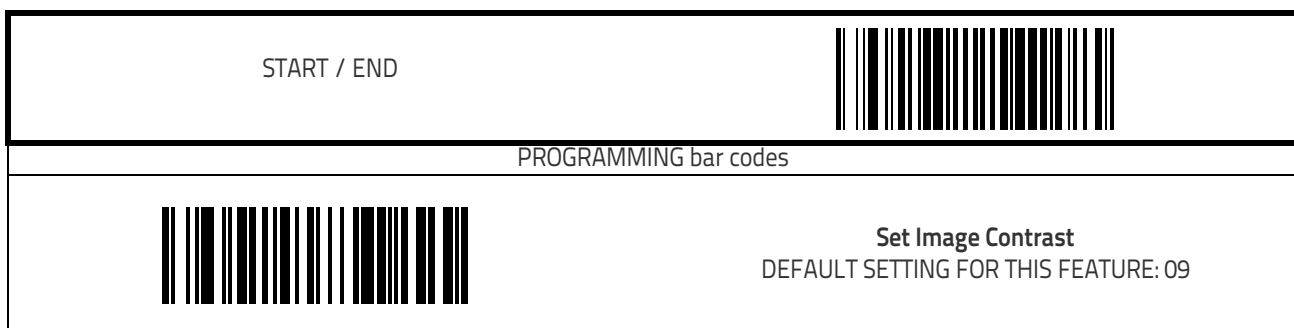 START / END
PROGRAMMING bar codes
Set Image Contrast
DEFAULT SETTING FOR THIS FEATURE: 09